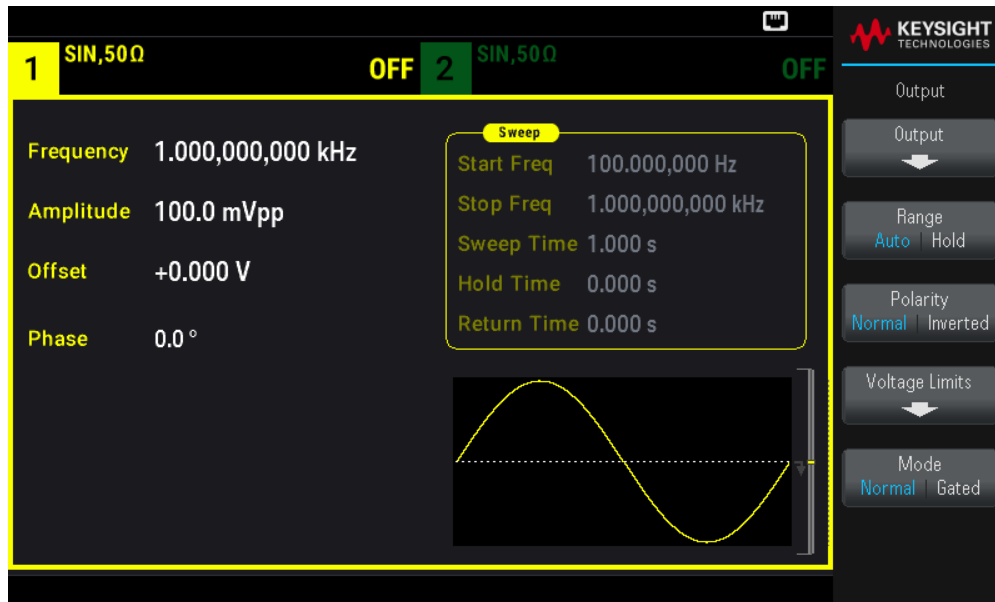 KEYSIGHT
TECHNOLOGIES
1 SIN,50Ω OFF
2 SIN,50Ω OFF
Frequency 1.000,000,000 kHz
Amplitude 100.0 mVpp
Offset +0.000 V
Phase 0.0 °
Sweep
Start Freq 100.000,000 Hz
Stop Freq 1.000,000,000 kHz
Sweep Time 1.000 s
Hold Time 0.000 s
Return Time 0.000 s
Output
Output
Range
Auto | Hold
Polarity
Normal | Inverted
Voltage Limits
Mode
Normal | Gated